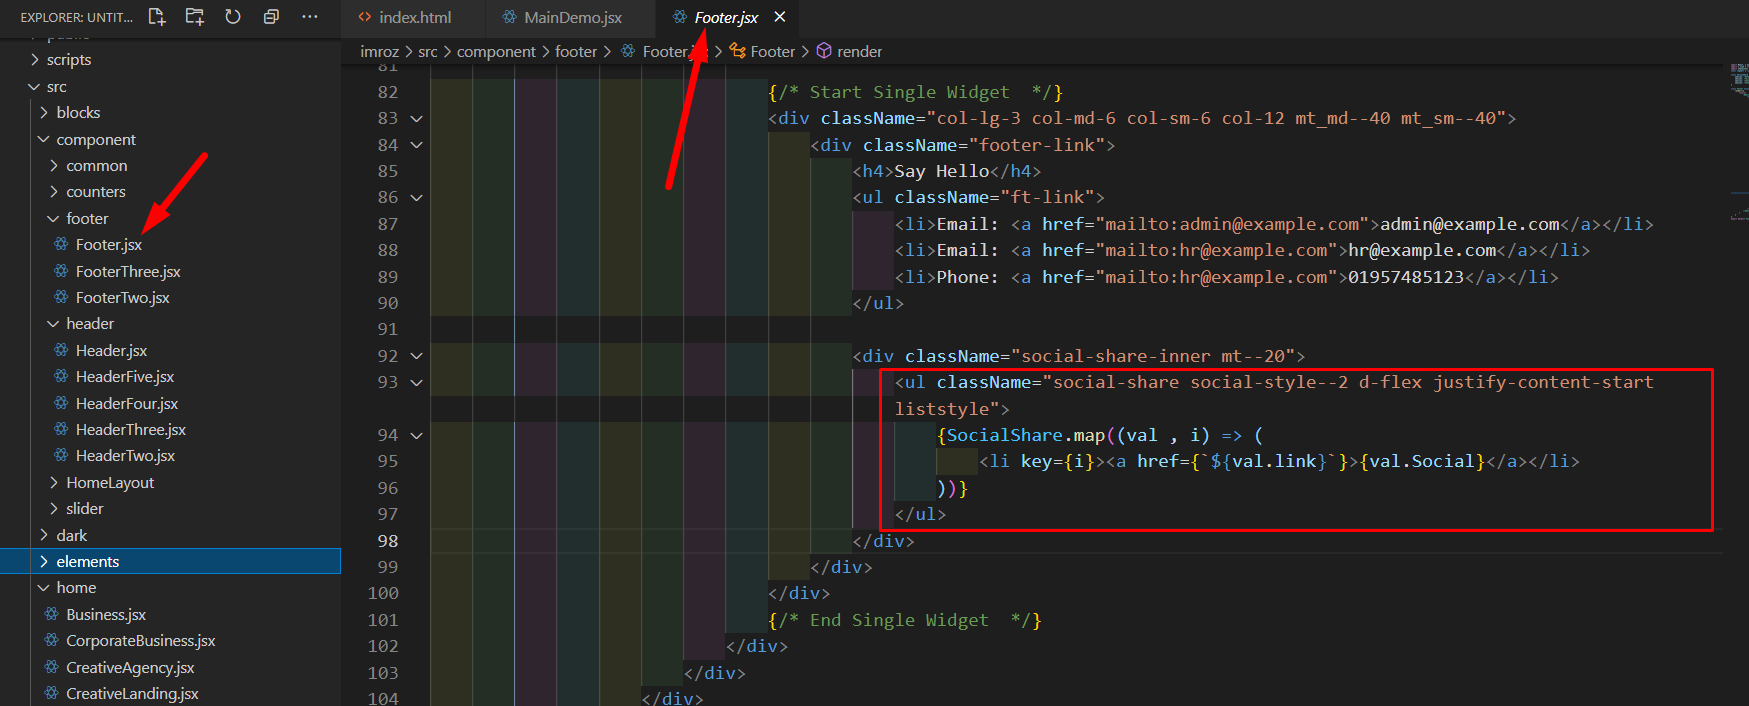 EXPLORER: UNTIT...
index.html
MainDemo.jsx
Footer.jsx
imroz > src > component > footer > Footer.js > Footer > render
scripts
src
blocks
component
common
counters
footer
Footer.jsx
FooterThree.jsx
FooterTwo.jsx
header
Header.jsx
HeaderFive.jsx
HeaderFour.jsx
HeaderThree.jsx
HeaderTwo.jsx
HomeLayout
slider
dark
elements
home
Business.jsx
CorporateBusiness.jsx
CreativeAgency.jsx
CreativeLanding.jsx
81
82 {/* Start Single Widget  */}
83 <div className="col-lg-3 col-md-6 col-sm-6 col-12 mt_md--40 mt_sm--40">
84 <div className="footer-link">
85 <h4>Say Hello</h4>
86 <ul className="ft-link">
87 <li>Email: <a href="mailto:admin@example.com">admin@example.com</a></li>
88 <li>Email: <a href="mailto:hr@example.com">hr@example.com</a></li>
89 <li>Phone: <a href="mailto:hr@example.com">01957485123</a></li>
90 </ul>
91
92 <div className="social-share-inner mt--20">
93 <ul className="social-share social-style--2 d-flex justify-content-start
liststyle">
94 {SocialShare.map((val , i) => (
95 <li key={i}><a href={`${val.link}`}>{val.Social}</a></li>
96 ))}
97 </ul>
98 </div>
99 </div>
100 </div>
101 {/* End Single Widget  */}
102 </div>
103 </div>
104 </div>